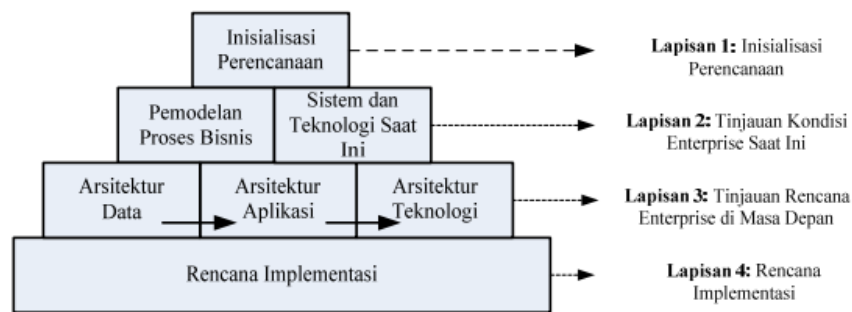 Inisialisasi
Perencanaan
Lapisan 1: Inisialisasi
Perencanaan
Pemodelan
Proses Bisnis
Sistem dan
Teknologi Saat
Ini
Lapisan 2: Tinjauan Kondisi
Enterprise Saat Ini
Arsitektur
Data
Arsitektur
Aplikasi
Arsitektur
Teknologi
Lapisan 3: Tinjauan Rencana
Enterprise di Masa Depan
Rencana Implementasi
Lapisan 4: Rencana
Implementasi